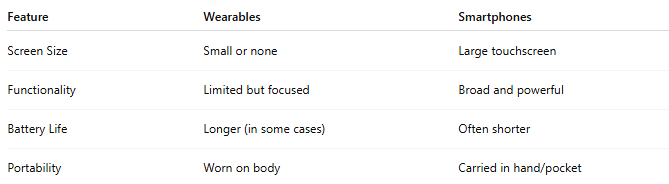 Feature Wearables Smartphones
Screen Size Small or none Large touchscreen
Functionality Limited but focused Broad and powerful
Battery Life Longer (in some cases) Often shorter
Portability Worn on body Carried in hand/pocket